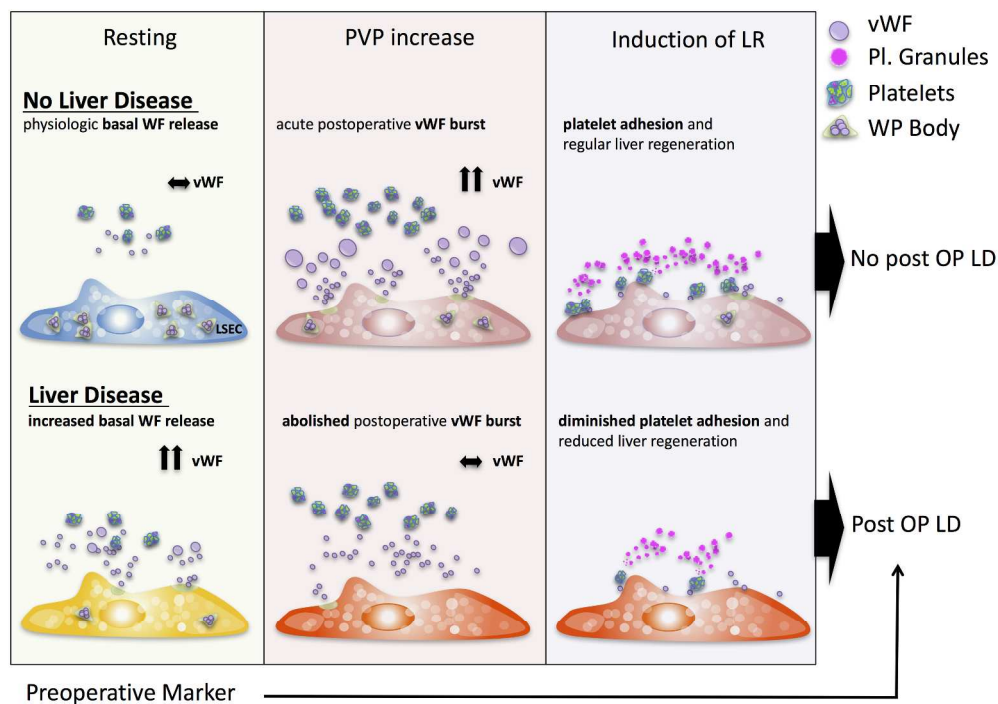 Resting
PVP increase
Induction of LR
vWF
Pl. Granules
Platelets
WP Body
No Liver Disease
physiologic basal WF release
vWF
LSEC
acute postoperative vWF burst
vWF
platelet adhesion and
regular liver regeneration
No post OP LD
Liver Disease
increased basal WF release
vWF
abolished postoperative vWF burst
vWF
diminished platelet adhesion and
reduced liver regeneration
Post OP LD
Preoperative Marker